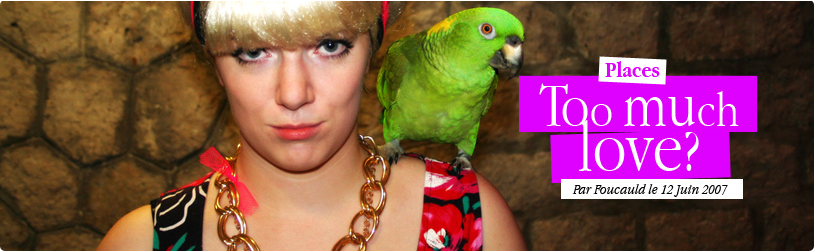 Places
Too much
love?
Par Foucauld le 12 Juin 2007